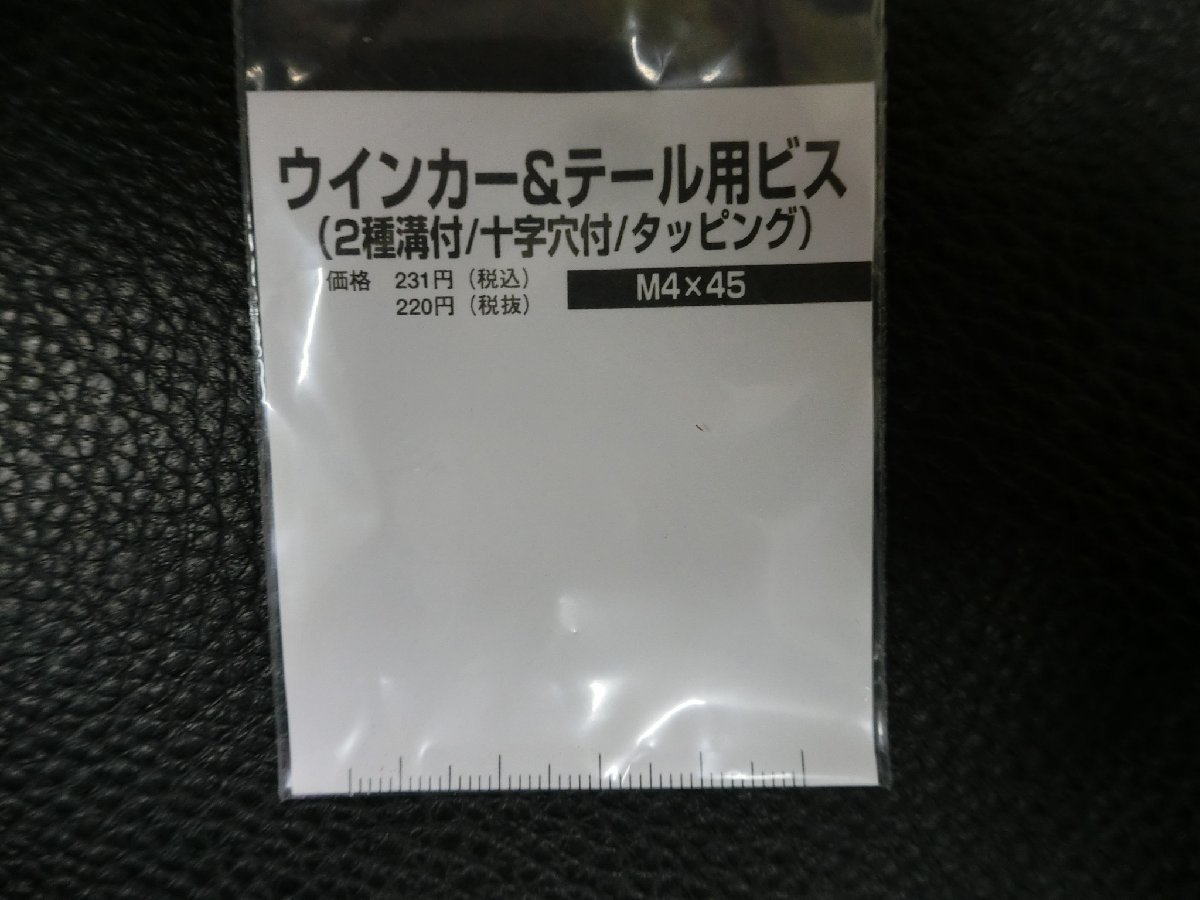 ウインカー&テール用ビス
(2種溝付/十字穴付/タッピング)
価格 231円(税込) M4×45
220円(税抜)